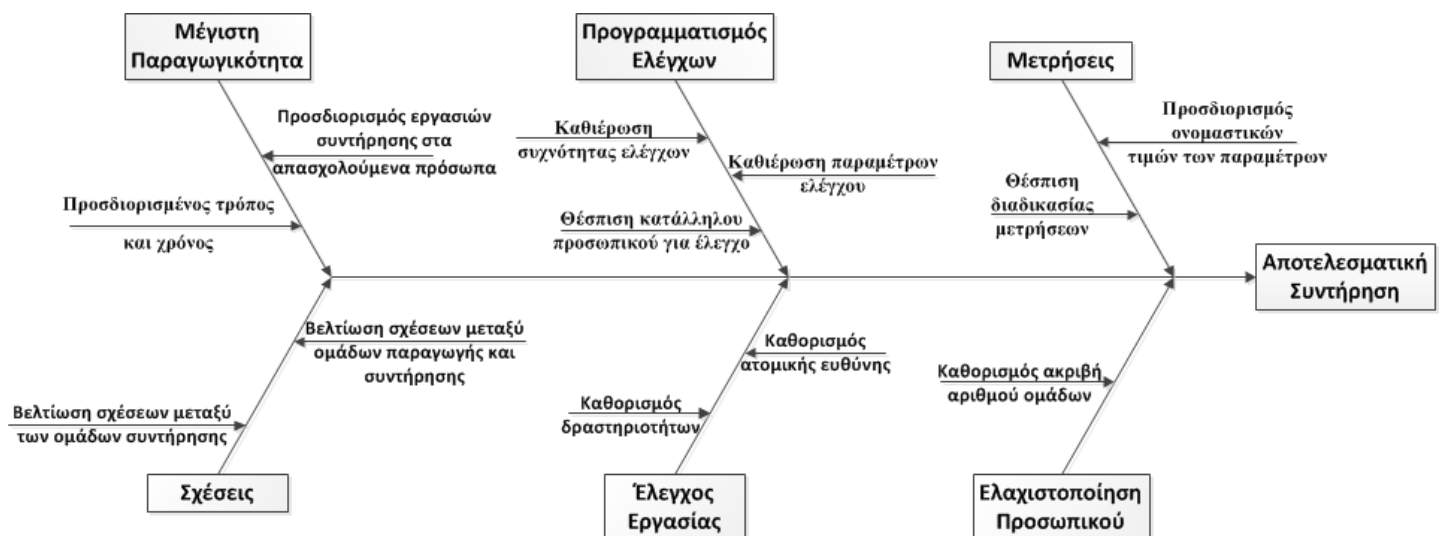 Μέγιστη
Παραγωγικότητα
Προσδιορισμός εργασιών
συντήρησης στα
απασχολούμενα πρόσωπα
Προσδιορισμένος τρόπος
και χρόνος
Προγραμματισμός
Ελέγχων
Καθιέρωση
συχνότητας ελέγχων
Καθιέρωση παραμέτρων
ελέγχου
Θέσπιση κατάλληλου
προσωπικού για έλεγχο
Μετρήσεις
Προσδιορισμός
ονομαστικών
τιμών των παραμέτρων
Θέσπιση
διαδικασίας
μετρήσεων
Αποτελεσματική
Συντήρηση
Βελτίωση σχέσεων μεταξύ
ομάδων παραγωγής και
συντήρησης
Βελτίωση σχέσεων μεταξύ
των ομάδων συντήρησης
Σχέσεις
Καθορισμός
ατομικής ευθύνης
Καθορισμός
δραστηριοτήτων
Έλεγχος
Εργασίας
Καθορισμός ακριβή
αριθμού ομάδων
Ελαχιστοποίηση
Προσωπικού